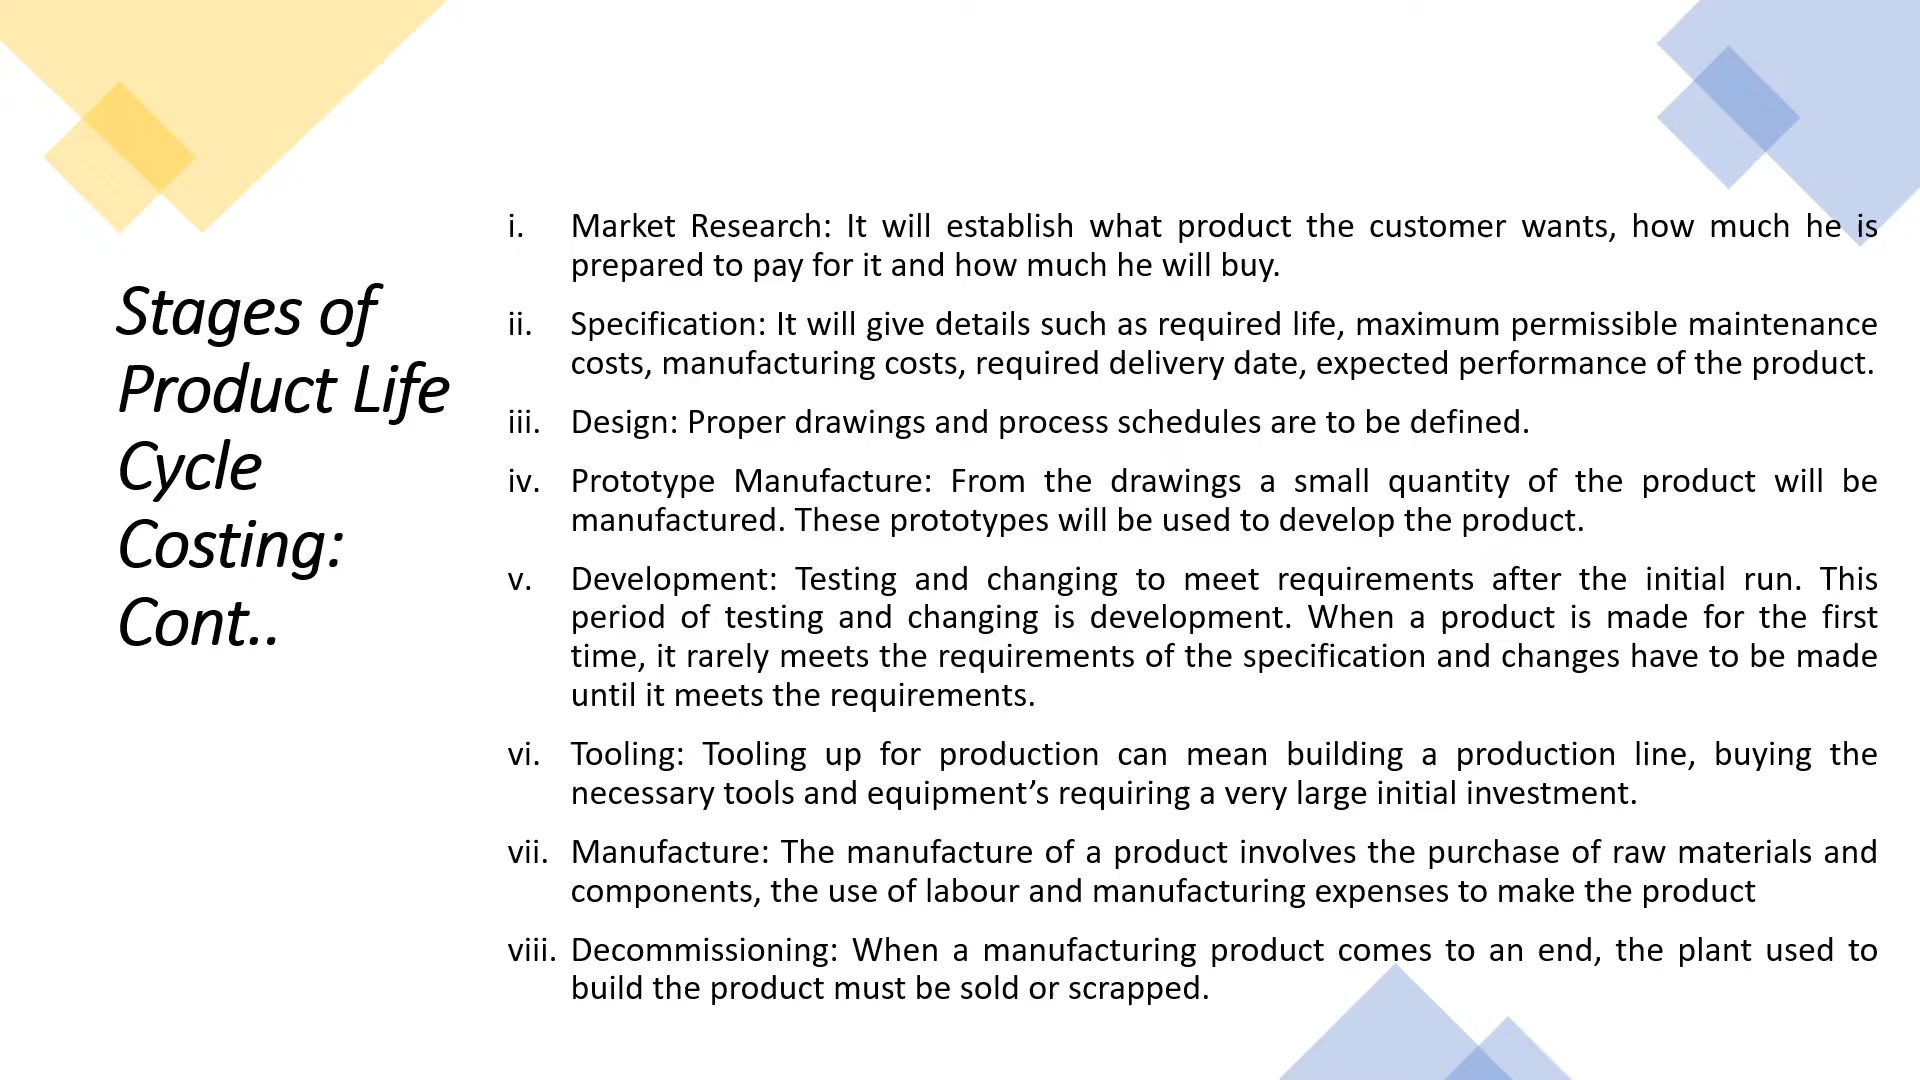 Stages of
Product Life
Cycle
Costing:
Cont..
i. Market Research: It will establish what product the customer wants, how much he is
prepared to pay for it and how much he will buy.
ii. Specification: It will give details such as required life, maximum permissible maintenance
costs, manufacturing costs, required delivery date, expected performance of the product.
iii. Design: Proper drawings and process schedules are to be defined.
iv. Prototype Manufacture: From the drawings a small quantity of the product will be
manufactured. These prototypes will be used to develop the product.
v. Development: Testing and changing to meet requirements after the initial run. This
period of testing and changing is development. When a product is made for the first
time, it rarely meets the requirements of the specification and changes have to be made
until it meets the requirements.
vi. Tooling: Tooling up for production can mean building a production line, buying the
necessary tools and equipment’s requiring a very large initial investment.
vii. Manufacture: The manufacture of a product involves the purchase of raw materials and
components, the use of labour and manufacturing expenses to make the product
viii. Decommissioning: When a manufacturing product comes to an end, the plant used to
build the product must be sold or scrapped.